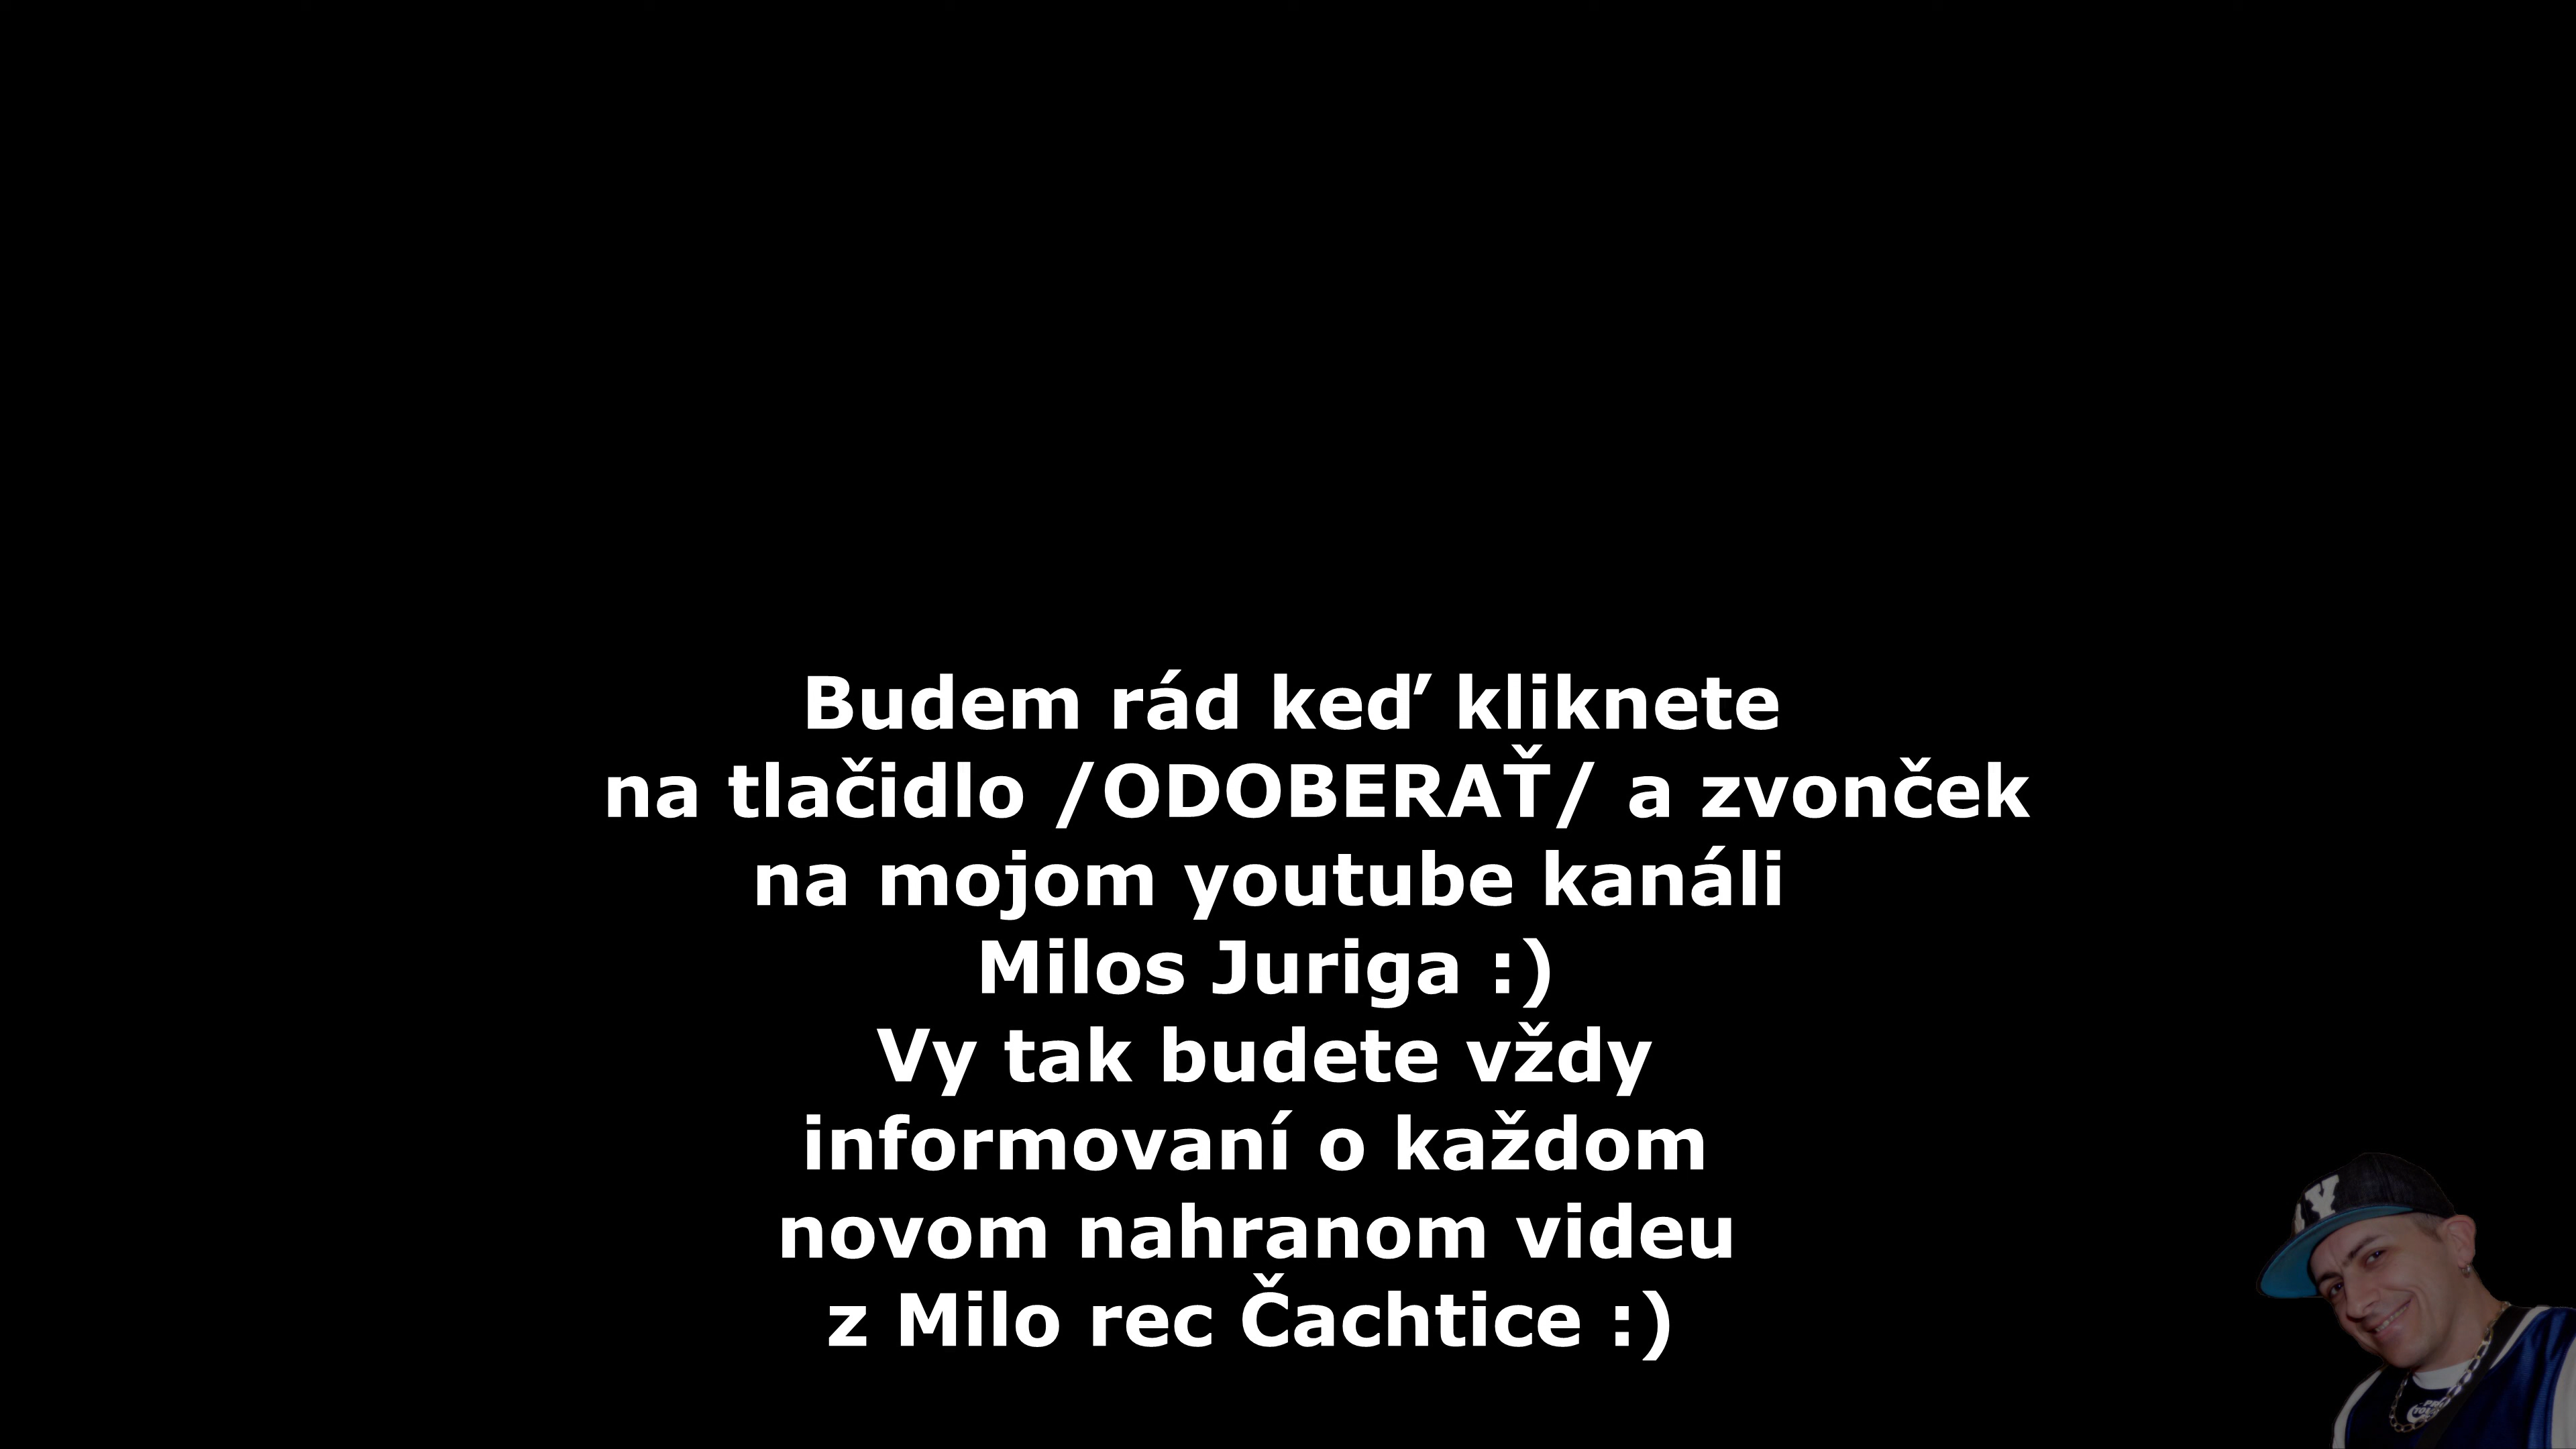 Budem rád keď kliknete
na tlačidlo /ODOBERAŤ/ a zvonček
na mojom youtube kanáli
Milos Juriga :)
Vy tak budete vždy
informovaní o každom
novom nahranom videu
z Milo rec Čachtice :)